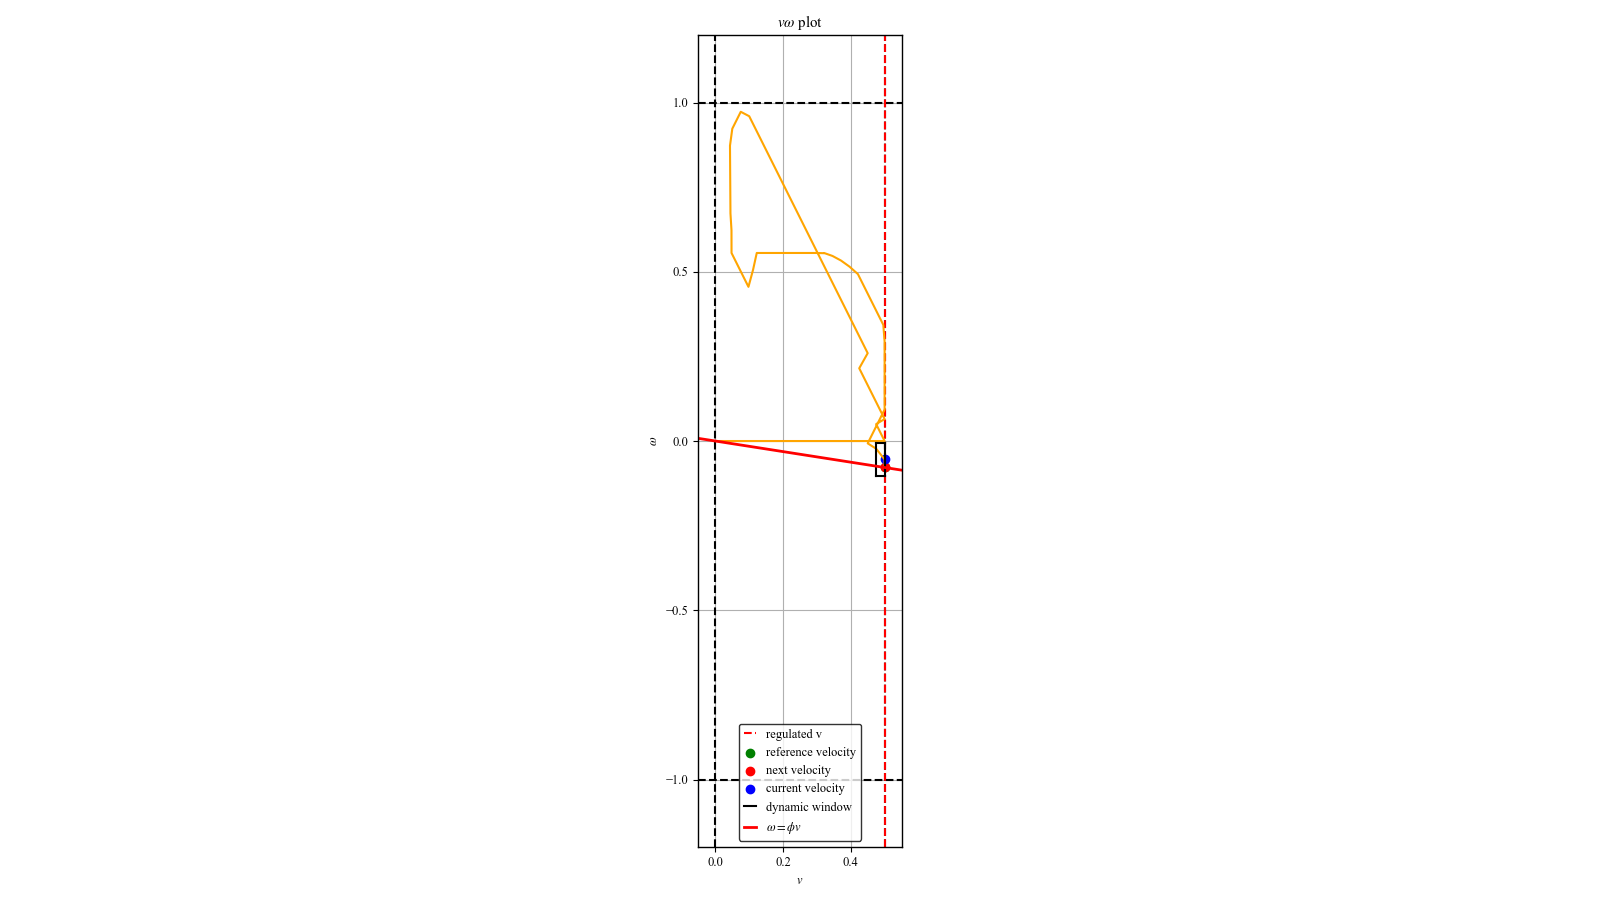 vω plot
1.0
0.5
0.0
−0.5
−1.0
ω
regulated v
reference velocity
next velocity
current velocity
dynamic window
ω = ϕv
0.0 0.2 0.4
v